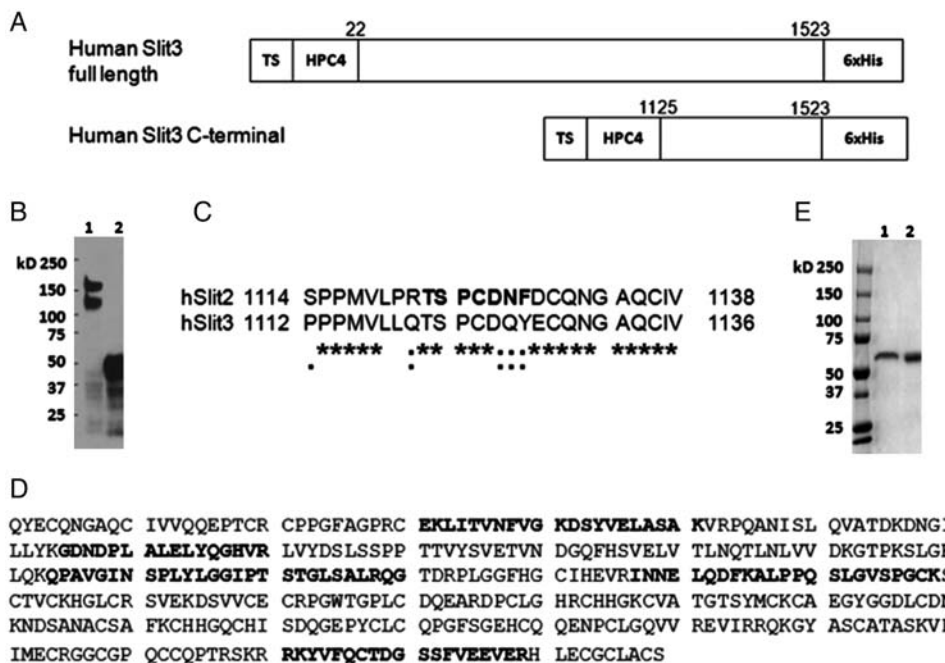 A
Human Slit3 full length
TS HPC4 22 1523 6xHis
Human Slit3 C-terminal
TS HPC4 1125 1523 6xHis
B
1 2
kD 250
150
100
75
50
37
25
C
hSlit2 1114 SPPMVLPRTS PCDNFDCQNG AQCIV 1138
hSlit3 1112 PPPMVLLQTS PCDQYECQNG AQCIV 1136
***** ** *** ***** *****
. : :::
E
1 2
kD 250
150
100
75
50
37
25
D
QYECQNGAQC IVVQQEPTCR CPPGFAGPRC EKLITVNFVG KDSYVELASA KVRPQANISL QVATDKDNGI
LLYKGDNDPL ALELYQGHVR LVYDSLSSPP TTVYSVETVN DGQFHSVELV TLNQTLNLVV DKGTPKSLG
LQKQPAVGIN SPLYLGGIPT STGLSALRQG TDRPLGGFHG CIHEVRINNE LQDFKALPPQ SLGVSPGCKS
CTVCKHGLCR SVEKDSVVCE CRPGWTGPLC DQEARDPCLG HRCHHGKCVA TGTSYMCKCA EGYGGDLCDN
KNDSANACSA FKCHHGQCHI SDQGEPYCLC QPGFSGEHCQ QENPCLGQVV REVIRRQKGY ASCATASKV
IMECRGGCGP QCCQPTRSKR RKYVFQCTDG SSFVEEVERH LECGCLACS